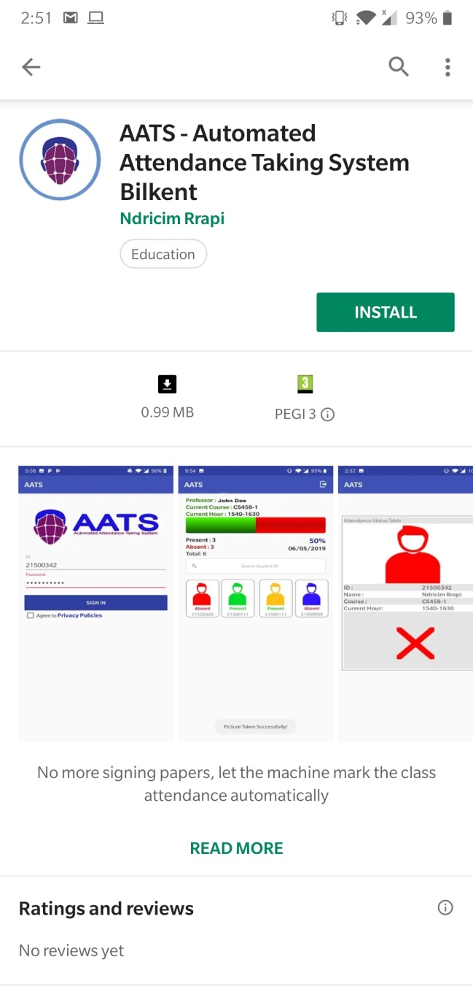 2:51
93%
AATS - Automated
Attendance Taking System
Bilkent
Ndricim Rrapi
Education
INSTALL
3
0.99 MB
PEGI 3
5:58
98%
AATS
AATS
Automated Attendance Taking System
ID
21500342
Password
••••••••••
SIGN IN
Agree to Privacy Policies
9:54
95%
AATS
Professor : John Doe
Current Course : CS458-1
Current Hour : 1540-1630
Present : 3
50%
Absent : 3
06/05/2019
Total: 6
Search Student ID
Absent
Present
Present
Absent
21500009
21500111
21500111
21500009
Picture Taken Successfully!
2:52
10
AATS
Attendance Status Table
ID : 21500342
Name : Ndricim Rrapi
Course : CS458-1
Current Hour: 1540-1630
No more signing papers, let the machine mark the class
attendance automatically
READ MORE
Ratings and reviews
No reviews yet